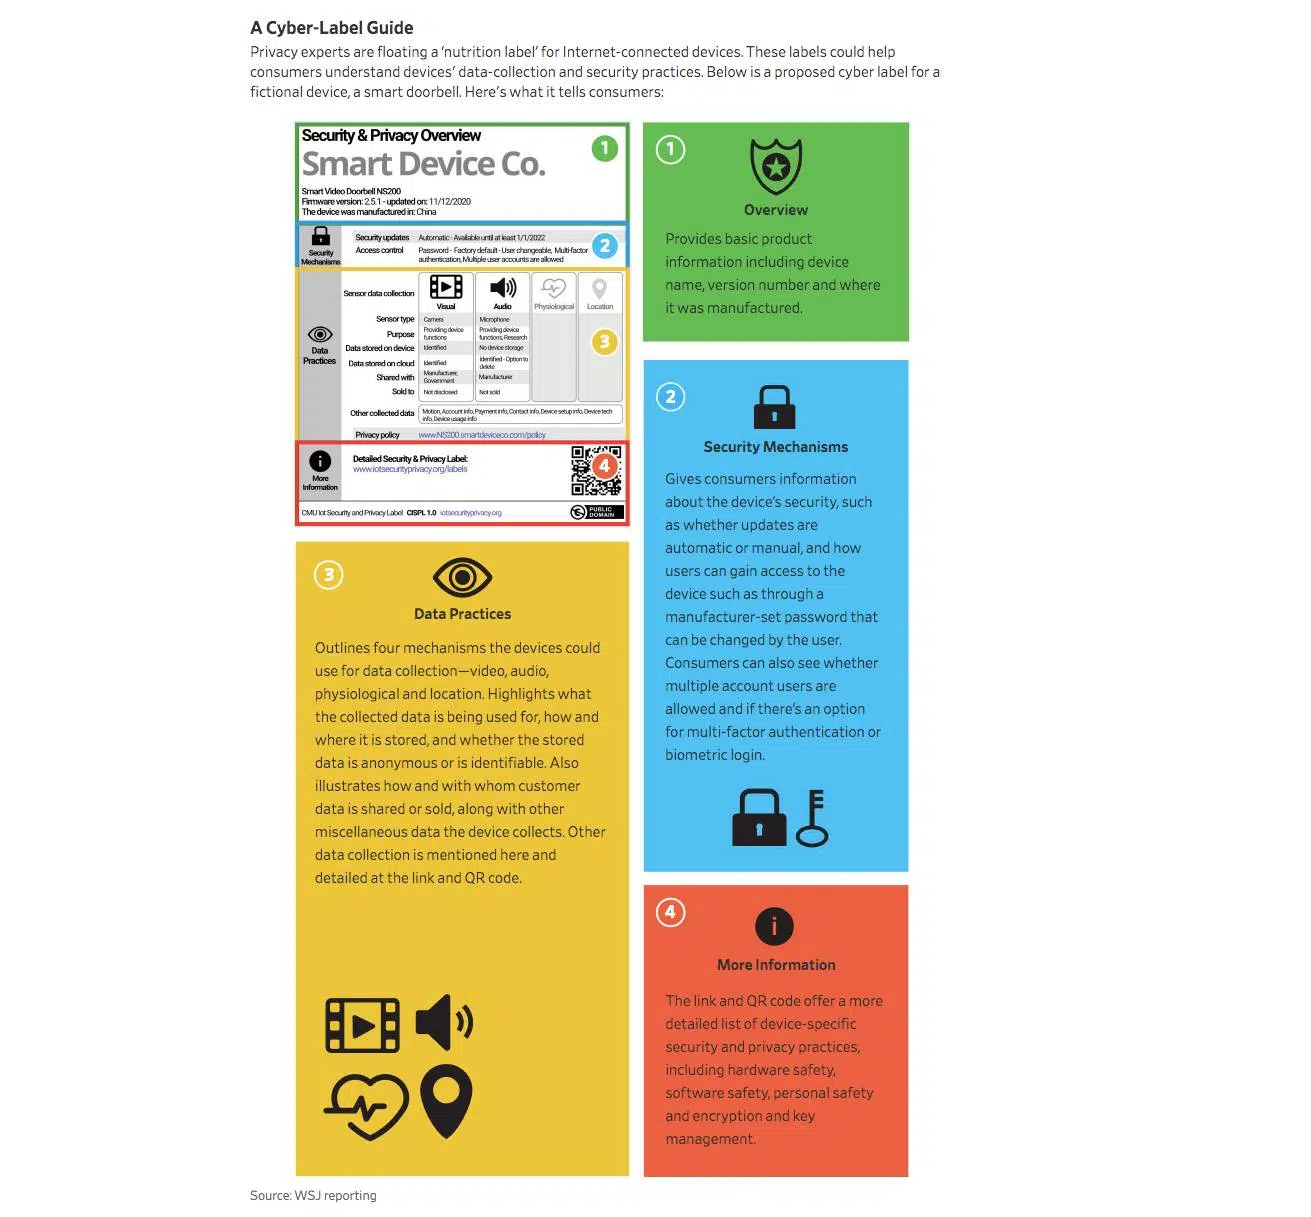 A Cyber-Label Guide
Privacy experts are floating a ‘nutrition label’ for Internet-connected devices. These labels could help
consumers understand devices’ data-collection and security practices. Below is a proposed cyber label for a
fictional device, a smart doorbell. Here’s what it tells consumers:
Security & Privacy Overview
1
Smart Device Co.
Smart Video Doorbell NS200
Firmware version: 2.5.1 - updated on: 11/12/2020
The device was manufactured in: China
Security
Mechanisms
Security updates Automatic - Available until at least 1/1/2022
Access control Password - Factory default - User changeable, Multi-factor
authentication, Multiple user accounts are allowed
2
Data
Practices
Sensor data collection
Visual Audio Physiological Location
Sensor type Camera Microphone
Purpose Providing device
functions Providing device
functions, Research
Data stored on device Identified No device storage
Data stored on cloud Identified Identified - Option to
delete
Shared with Manufacturer,
Government Manufacturer
Sold to Not disclosed Not sold
3
Other collected data Motion, Account info, Payment info, Contact info, Device setup info, Device tech
info, Device usage info
Privacy policy www.NS200.smartdeviceco.com/policy
More
Information
Detailed Security & Privacy Label:
www.iotsecurityprivacy.org/labels
4
CMU Iot Security and Privacy Label CISPL 1.0 iotsecurityprivacy.org
PUBLIC
DOMAIN
1
Overview
Provides basic product
information including device
name, version number and where
it was manufactured.
2
Security Mechanisms
Gives consumers information
about the device’s security, such
as whether updates are
automatic or manual, and how
users can gain access to the
device such as through a
manufacturer-set password that
can be changed by the user.
Consumers can also see whether
multiple account users are
allowed and if there’s an option
for multi-factor authentication or
biometric login.
3
Data Practices
Outlines four mechanisms the devices could
use for data collection—video, audio,
physiological and location. Highlights what
the collected data is being used for, how and
where it is stored, and whether the stored
data is anonymous or is identifiable. Also
illustrates how and with whom customer
data is shared or sold, along with other
miscellaneous data the device collects. Other
data collection is mentioned here and
detailed at the link and QR code.
4
More Information
The link and QR code offer a more
detailed list of device-specific
security and privacy practices,
including hardware safety,
software safety, personal safety
and encryption and key
management.
Source: WSJ reporting